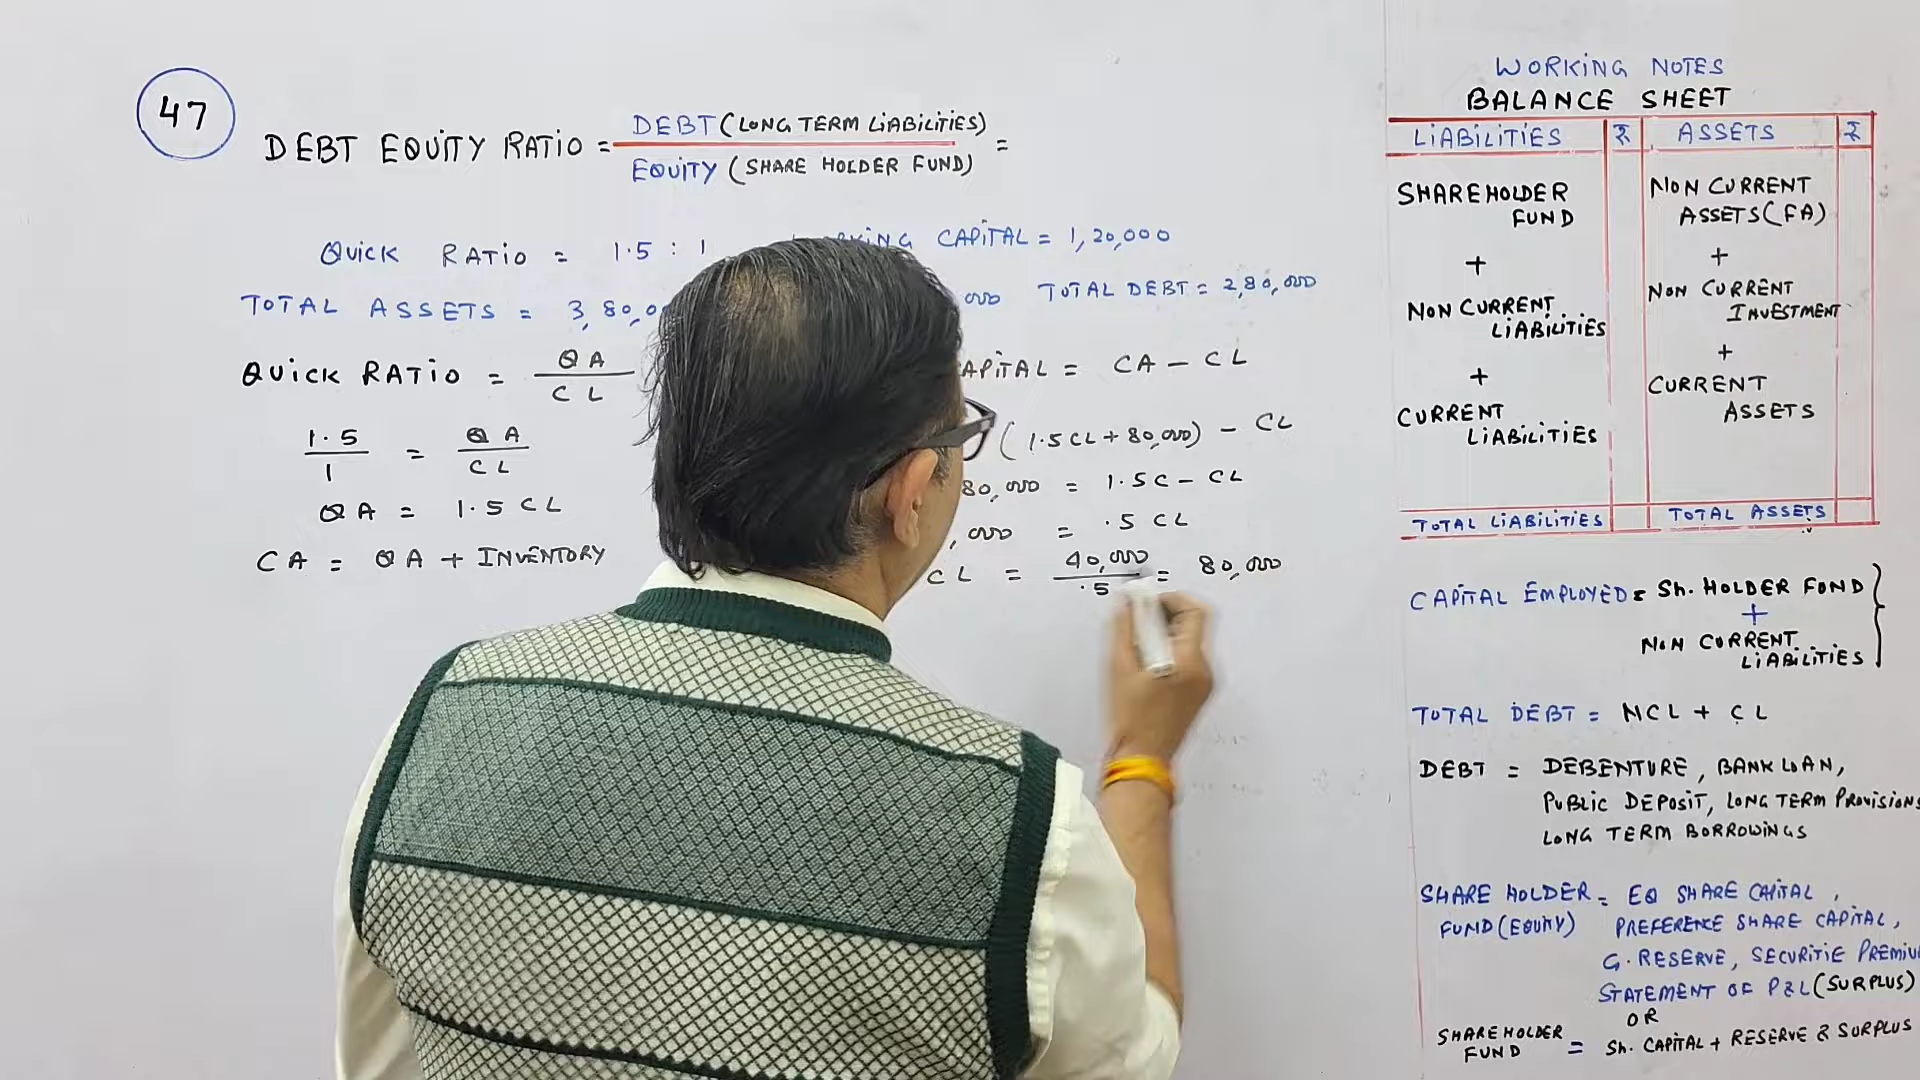 47
DEBT EQUITY RATIO = DEBT (LONG TERM LIABILITIES) =
EQUITY (SHARE HOLDER FUND)
QUICK RATIO = 1.5 : 1 CAPITAL = 1,20,000
TOTAL ASSETS = 3,80,0 TOTAL DEBT = 2,80,000
QUICK RATIO = QA
CL
1.5 = QA
1 CL
QA = 1.5 CL
CA = QA + INVENTORY
APITAL = CA - CL
(1.5CL + 80,000) - CL
80,000 = 1.5C - CL
,000 = .5 CL
CL = 40,000 = 80,000
.5
WORKING NOTES
BALANCE SHEET
LIABILITIES ₹ ASSETS ₹
SHAREHOLDER FUND
+
NON CURRENT LIABILITIES
+
CURRENT LIABILITIES
NON CURRENT ASSETS (FA)
+
NON CURRENT INVESTMENT
+
CURRENT ASSETS
TOTAL LIABILITIES TOTAL ASSETS
CAPITAL EMPLOYED = Sh. HOLDER FUND
+
NON CURRENT LIABILITIES
TOTAL DEBT = NCL + CL
DEBT = DEBENTURE, BANK LOAN,
PUBLIC DEPOSIT, LONG TERM PROVISIONS
LONG TERM BORROWINGS
SHARE HOLDER = EQ SHARE CAPITAL,
FUND (EQUITY) PREFERENCE SHARE CAPITAL,
G. RESERVE, SECURITIE PREMIU
STATEMENT OF P&L (SURPLUS)
OR
SHAREHOLDER FUND = Sh. CAPITAL + RESERVE & SURPLUS